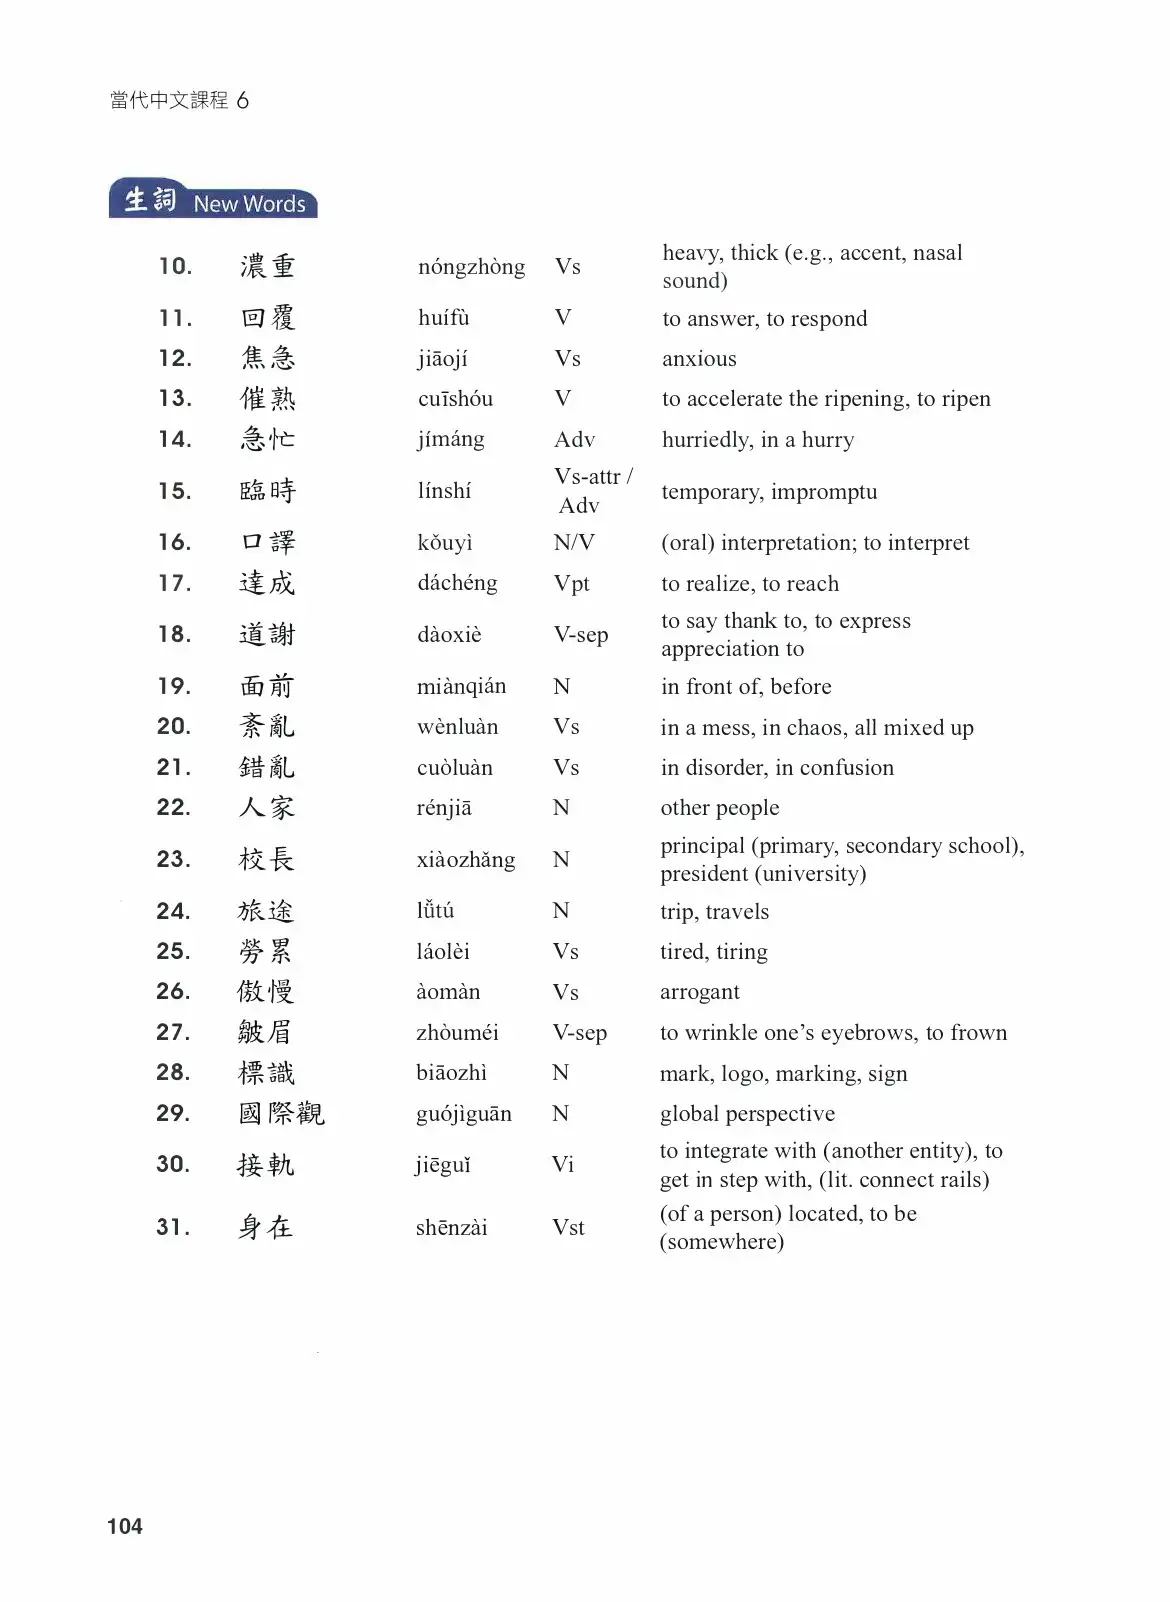 當代中文課程 6
生詞 New Words
10. 濃重 nóngzhòng Vs heavy, thick (e.g., accent, nasal
sound)
11. 回覆 huífù V to answer, to respond
12. 焦急 jiāojí Vs anxious
13. 催熟 cuīshóu V to accelerate the ripening, to ripen
14. 急忙 jímáng Adv hurriedly, in a hurry
15. 臨時 línshí Vs-attr / Adv temporary, impromptu
16. 口譯 kǒuyì N/V (oral) interpretation; to interpret
17. 達成 dáchéng Vpt to realize, to reach
18. 道謝 dàoxiè V-sep to say thank to, to express
appreciation to
19. 面前 miànqián N in front of, before
20. 紊亂 wènluàn Vs in a mess, in chaos, all mixed up
21. 錯亂 cuòluàn Vs in disorder, in confusion
22. 人家 rénjiā N other people
23. 校長 xiàozhǎng N principal (primary, secondary school),
president (university)
24. 旅途 lǚtú N trip, travels
25. 勞累 láolèi Vs tired, tiring
26. 傲慢 àomàn Vs arrogant
27. 皺眉 zhòuméi V-sep to wrinkle one’s eyebrows, to frown
28. 標識 biāozhì N mark, logo, marking, sign
29. 國際觀 guójìguān N global perspective
30. 接軌 jiēguǐ Vi to integrate with (another entity), to
get in step with, (lit. connect rails)
31. 身在 shēnzài Vst (of a person) located, to be
(somewhere)
104